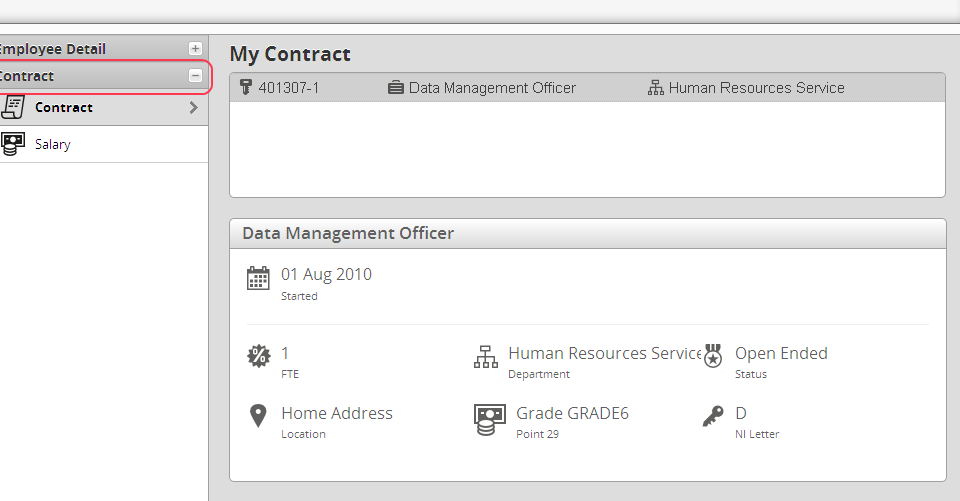 Employee Detail
Contract
Contract
Salary
My Contract
401307-1 Data Management Officer Human Resources Service
Data Management Officer
01 Aug 2010
Started
1 Human Resources Service Open Ended
FTE Department Status
Home Address Grade GRADE6 D
Location Point 29 NI Letter